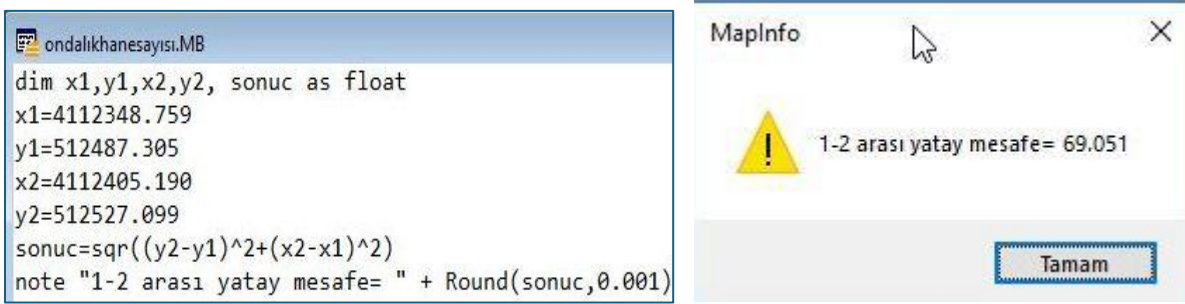 ondalıkhanesayısı.MB
dim x1,y1,x2,y2, sonuc as float
x1=4112348.759
y1=512487.305
x2=4112405.190
y2=512527.099
sonuc=sqr((y2-y1)^2+(x2-x1)^2)
note "1-2 arası yatay mesafe= " + Round(sonuc,0.001)
MapInfo
1-2 arası yatay mesafe= 69.051
Tamam